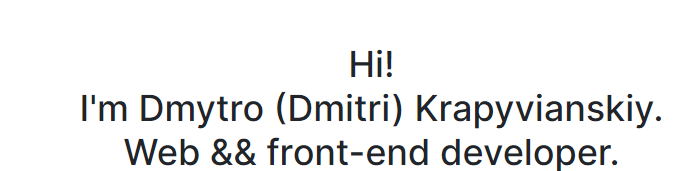 Hi!
I'm Dmytro (Dmitri) Krapyvianskiy.
Web && front-end developer.